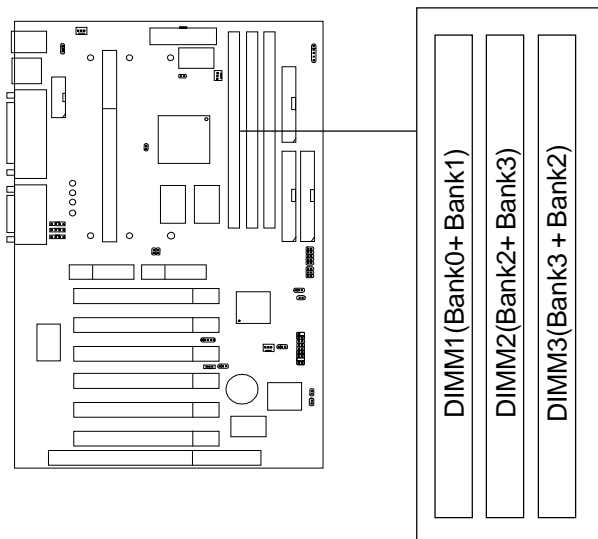 DIMM1(Bank0+ Bank1)
DIMM2(Bank2+ Bank3)
DIMM3(Bank3 + Bank2)